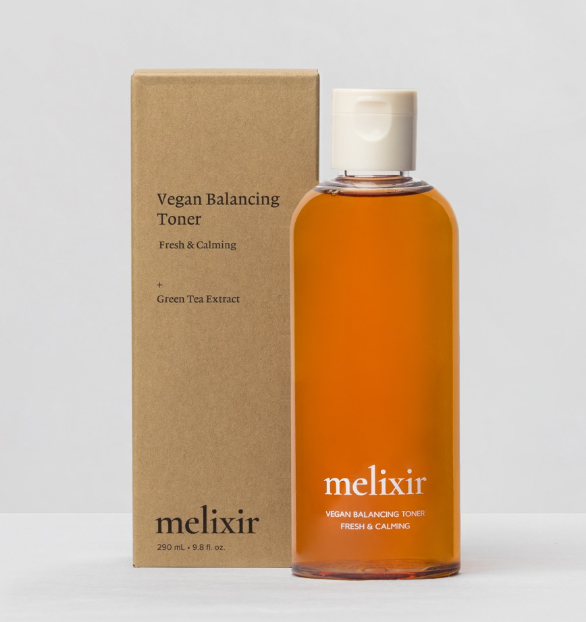 Vegan Balancing
Toner
Fresh & Calming
+
Green Tea Extract
melixir
290 mL • 9.8 fl. oz.
melixir
VEGAN BALANCING TONER
FRESH & CALMING